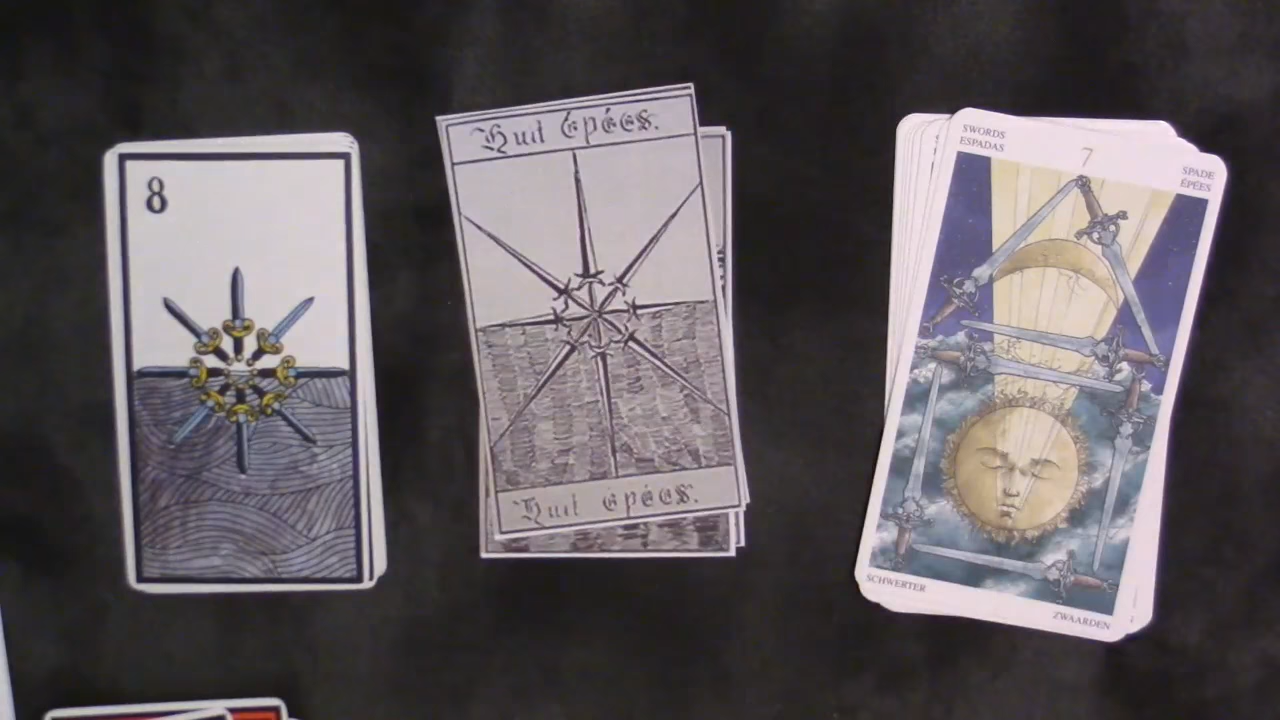 8
Huit épées.
Huit épées.
SWORDS
ESPADAS
7
SPADE
ÉPÉES
SCHWERTER
ZWAARDEN